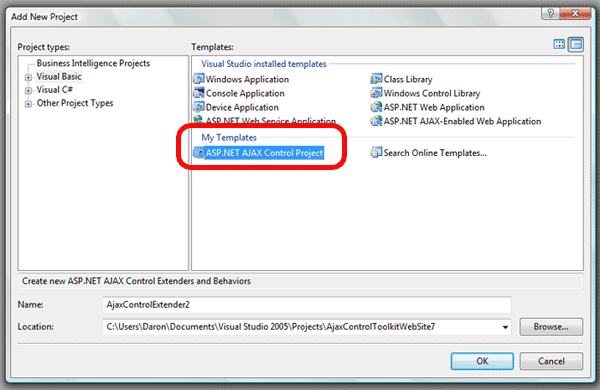 Add New Project
Project types:
Templates:
Business Intelligence Projects
Visual Basic
Visual C#
Other Project Types
Visual Studio installed templates
Windows Application
Class Library
Console Application
Windows Control Library
Device Application
ASP.NET Web Application
ASP.NET Web Service Application
ASP.NET AJAX-Enabled Web Application
My Templates
ASP.NET AJAX Control Project
Search Online Templates...
Create new ASP.NET AJAX Control Extenders and Behaviors
Name:
AjaxControlExtender2
Location:
C:\Users\Daron\Documents\Visual Studio 2005\Projects\AjaxControlToolkitWebSite7
Browse...
OK
Cancel